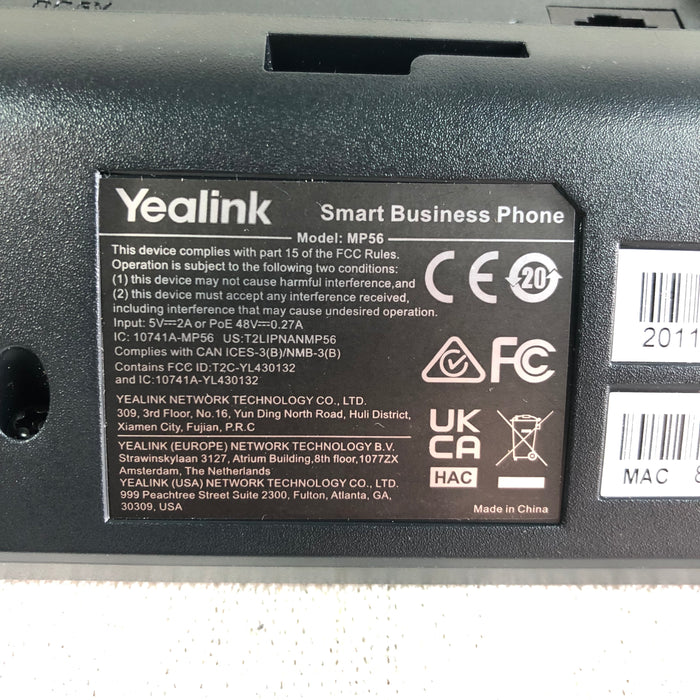 DC5V
Yealink
Smart Business Phone
Model: MP56
This device complies with part 15 of the FCC Rules.
Operation is subject to the following two conditions:
(1) this device may not cause harmful interference,and
(2) this device must accept any interference received,
including interference that may cause undesired operation.
Input: 5V⎓2A or PoE 48V⎓0.27A
IC: 10741A-MP56 US:T2LIPNANMP56
Complies with CAN ICES-3(B)/NMB-3(B)
Contains FCC ID:T2C-YL430132
and IC:10741A-YL430132
CE 20
FC
YEALINK NETWORK TECHNOLOGY CO., LTD.
309, 3rd Floor, No.16, Yun Ding North Road, Huli District,
Xiamen City, Fujian, P.R.C
YEALINK (EUROPE) NETWORK TECHNOLOGY B.V.
Strawinskylaan 3127, Atrium Building,8th floor,1077ZX
Amsterdam, The Netherlands
YEALINK (USA) NETWORK TECHNOLOGY CO., LTD.
999 Peachtree Street Suite 2300, Fulton, Atlanta, GA,
30309, USA
UK
CA
HAC
Made in China
2011
MAC